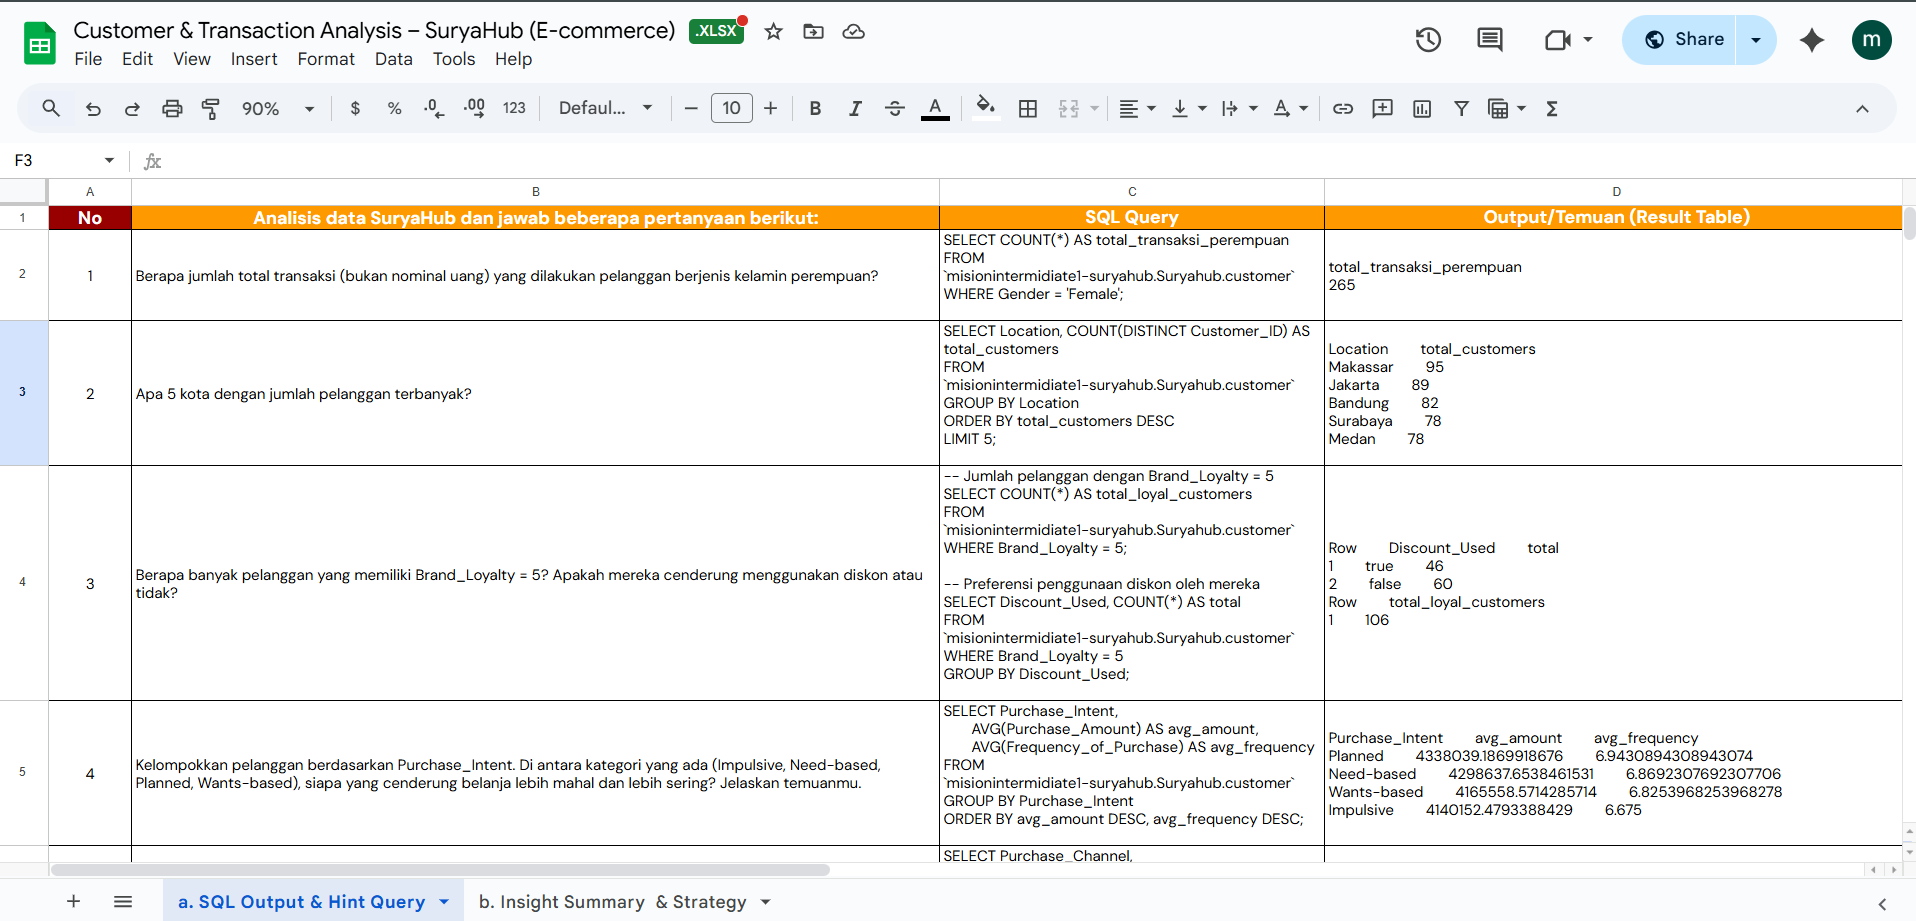 Customer & Transaction Analysis – SuryaHub (E-commerce) .XLSX
File Edit View Insert Format Data Tools Help
Share
m
90% $ % .0 .00 123 Defaul... 10 B I S A Σ
F3 fx
A B C D
1 No Analisis data SuryaHub dan jawab beberapa pertanyaan berikut: SQL Query Output/Temuan (Result Table)
2
1
Berapa jumlah total transaksi (bukan nominal uang) yang dilakukan pelanggan berjenis kelamin perempuan?
SELECT COUNT(*) AS total_transaksi_perempuan
FROM
`misionintermidiate1-suryahub.Suryahub.customer`
WHERE Gender = 'Female';
total_transaksi_perempuan
265
3
2
Apa 5 kota dengan jumlah pelanggan terbanyak?
SELECT Location, COUNT(DISTINCT Customer_ID) AS
total_customers
FROM
`misionintermidiate1-suryahub.Suryahub.customer`
GROUP BY Location
ORDER BY total_customers DESC
LIMIT 5;
Location total_customers
Makassar 95
Jakarta 89
Bandung 82
Surabaya 78
Medan 78
4
3
Berapa banyak pelanggan yang memiliki Brand_Loyalty = 5? Apakah mereka cenderung menggunakan diskon atau
tidak?
-- Jumlah pelanggan dengan Brand_Loyalty = 5
SELECT COUNT(*) AS total_loyal_customers
FROM
`misionintermidiate1-suryahub.Suryahub.customer`
WHERE Brand_Loyalty = 5;
-- Preferensi penggunaan diskon oleh mereka
SELECT Discount_Used, COUNT(*) AS total
FROM
`misionintermidiate1-suryahub.Suryahub.customer`
WHERE Brand_Loyalty = 5
GROUP BY Discount_Used;
Row Discount_Used total
1 true 46
2 false 60
Row total_loyal_customers
1 106
5
4
Kelompokkan pelanggan berdasarkan Purchase_Intent. Di antara kategori yang ada (Impulsive, Need-based,
Planned, Wants-based), siapa yang cenderung belanja lebih mahal dan lebih sering? Jelaskan temuanmu.
SELECT Purchase_Intent,
AVG(Purchase_Amount) AS avg_amount,
AVG(Frequency_of_Purchase) AS avg_frequency
FROM
`misionintermidiate1-suryahub.Suryahub.customer`
GROUP BY Purchase_Intent
ORDER BY avg_amount DESC, avg_frequency DESC;
Purchase_Intent avg_amount avg_frequency
Planned 4338039.1869918676 6.9430894308943074
Need-based 4298637.6538461531 6.8692307692307706
Wants-based 4165558.5714285714 6.8253968253968278
Impulsive 4140152.4793388429 6.675
SELECT Purchase_Channel,
a. SQL Output & Hint Query
b. Insight Summary & Strategy